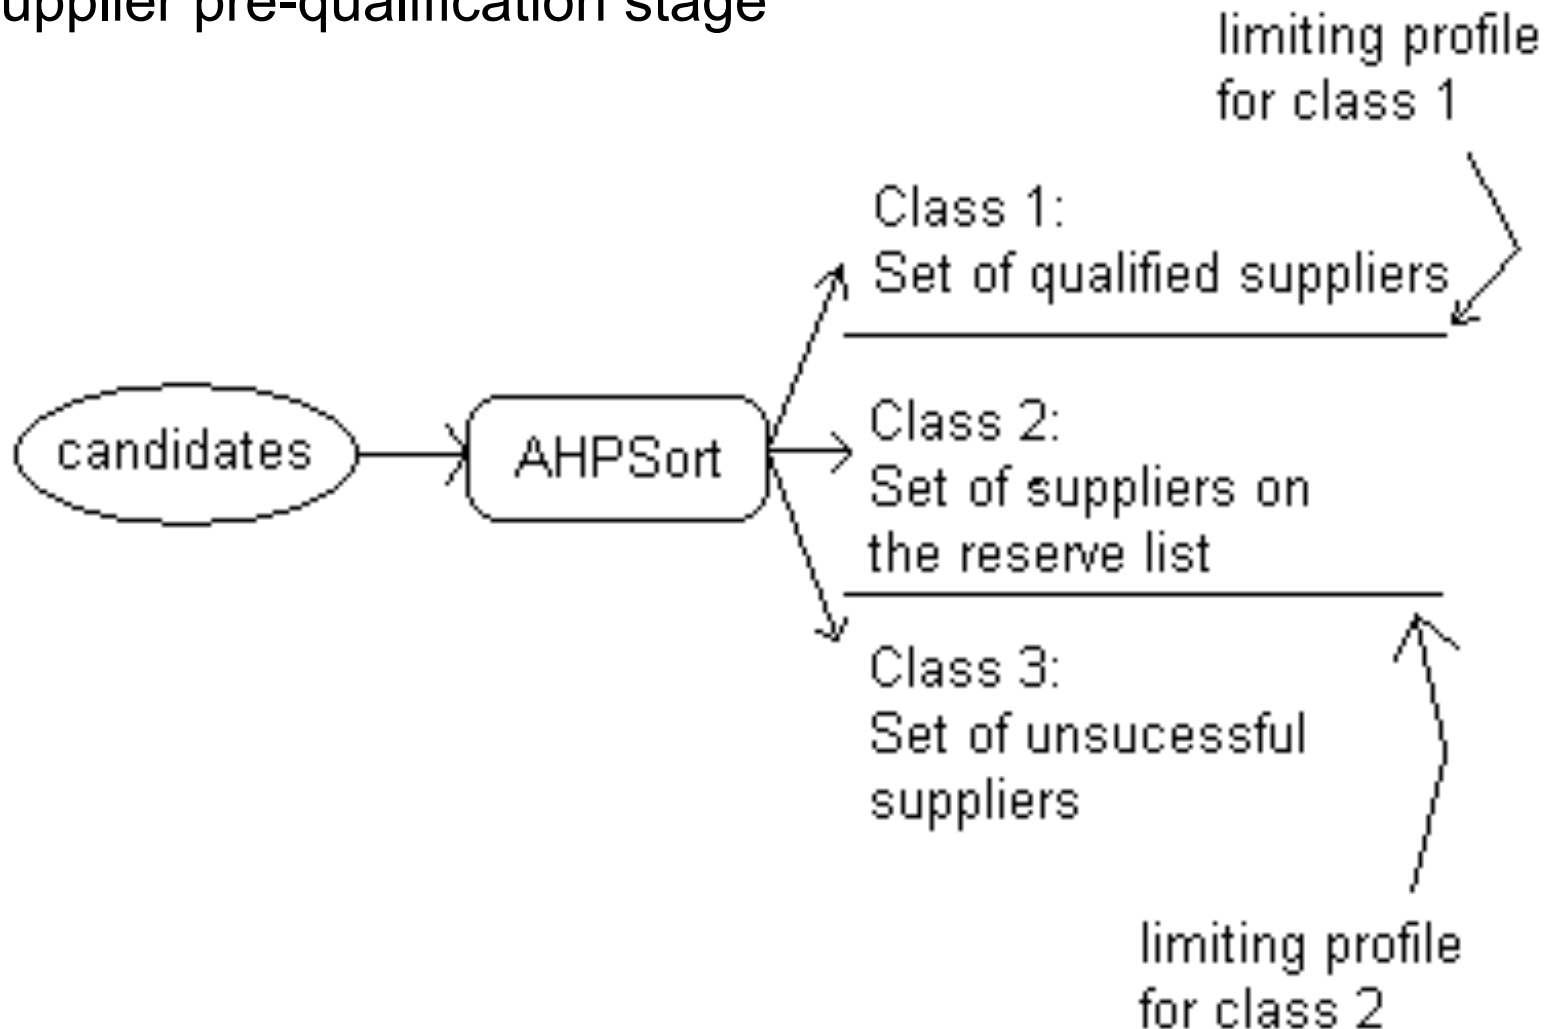 upplier pre-qualification stage
limiting profile
for class 1
Class 1:
Set of qualified suppliers
candidates
AHPSort
Class 2:
Set of suppliers on
the reserve list
Class 3:
Set of unsucessful
suppliers
limiting profile
for class 2